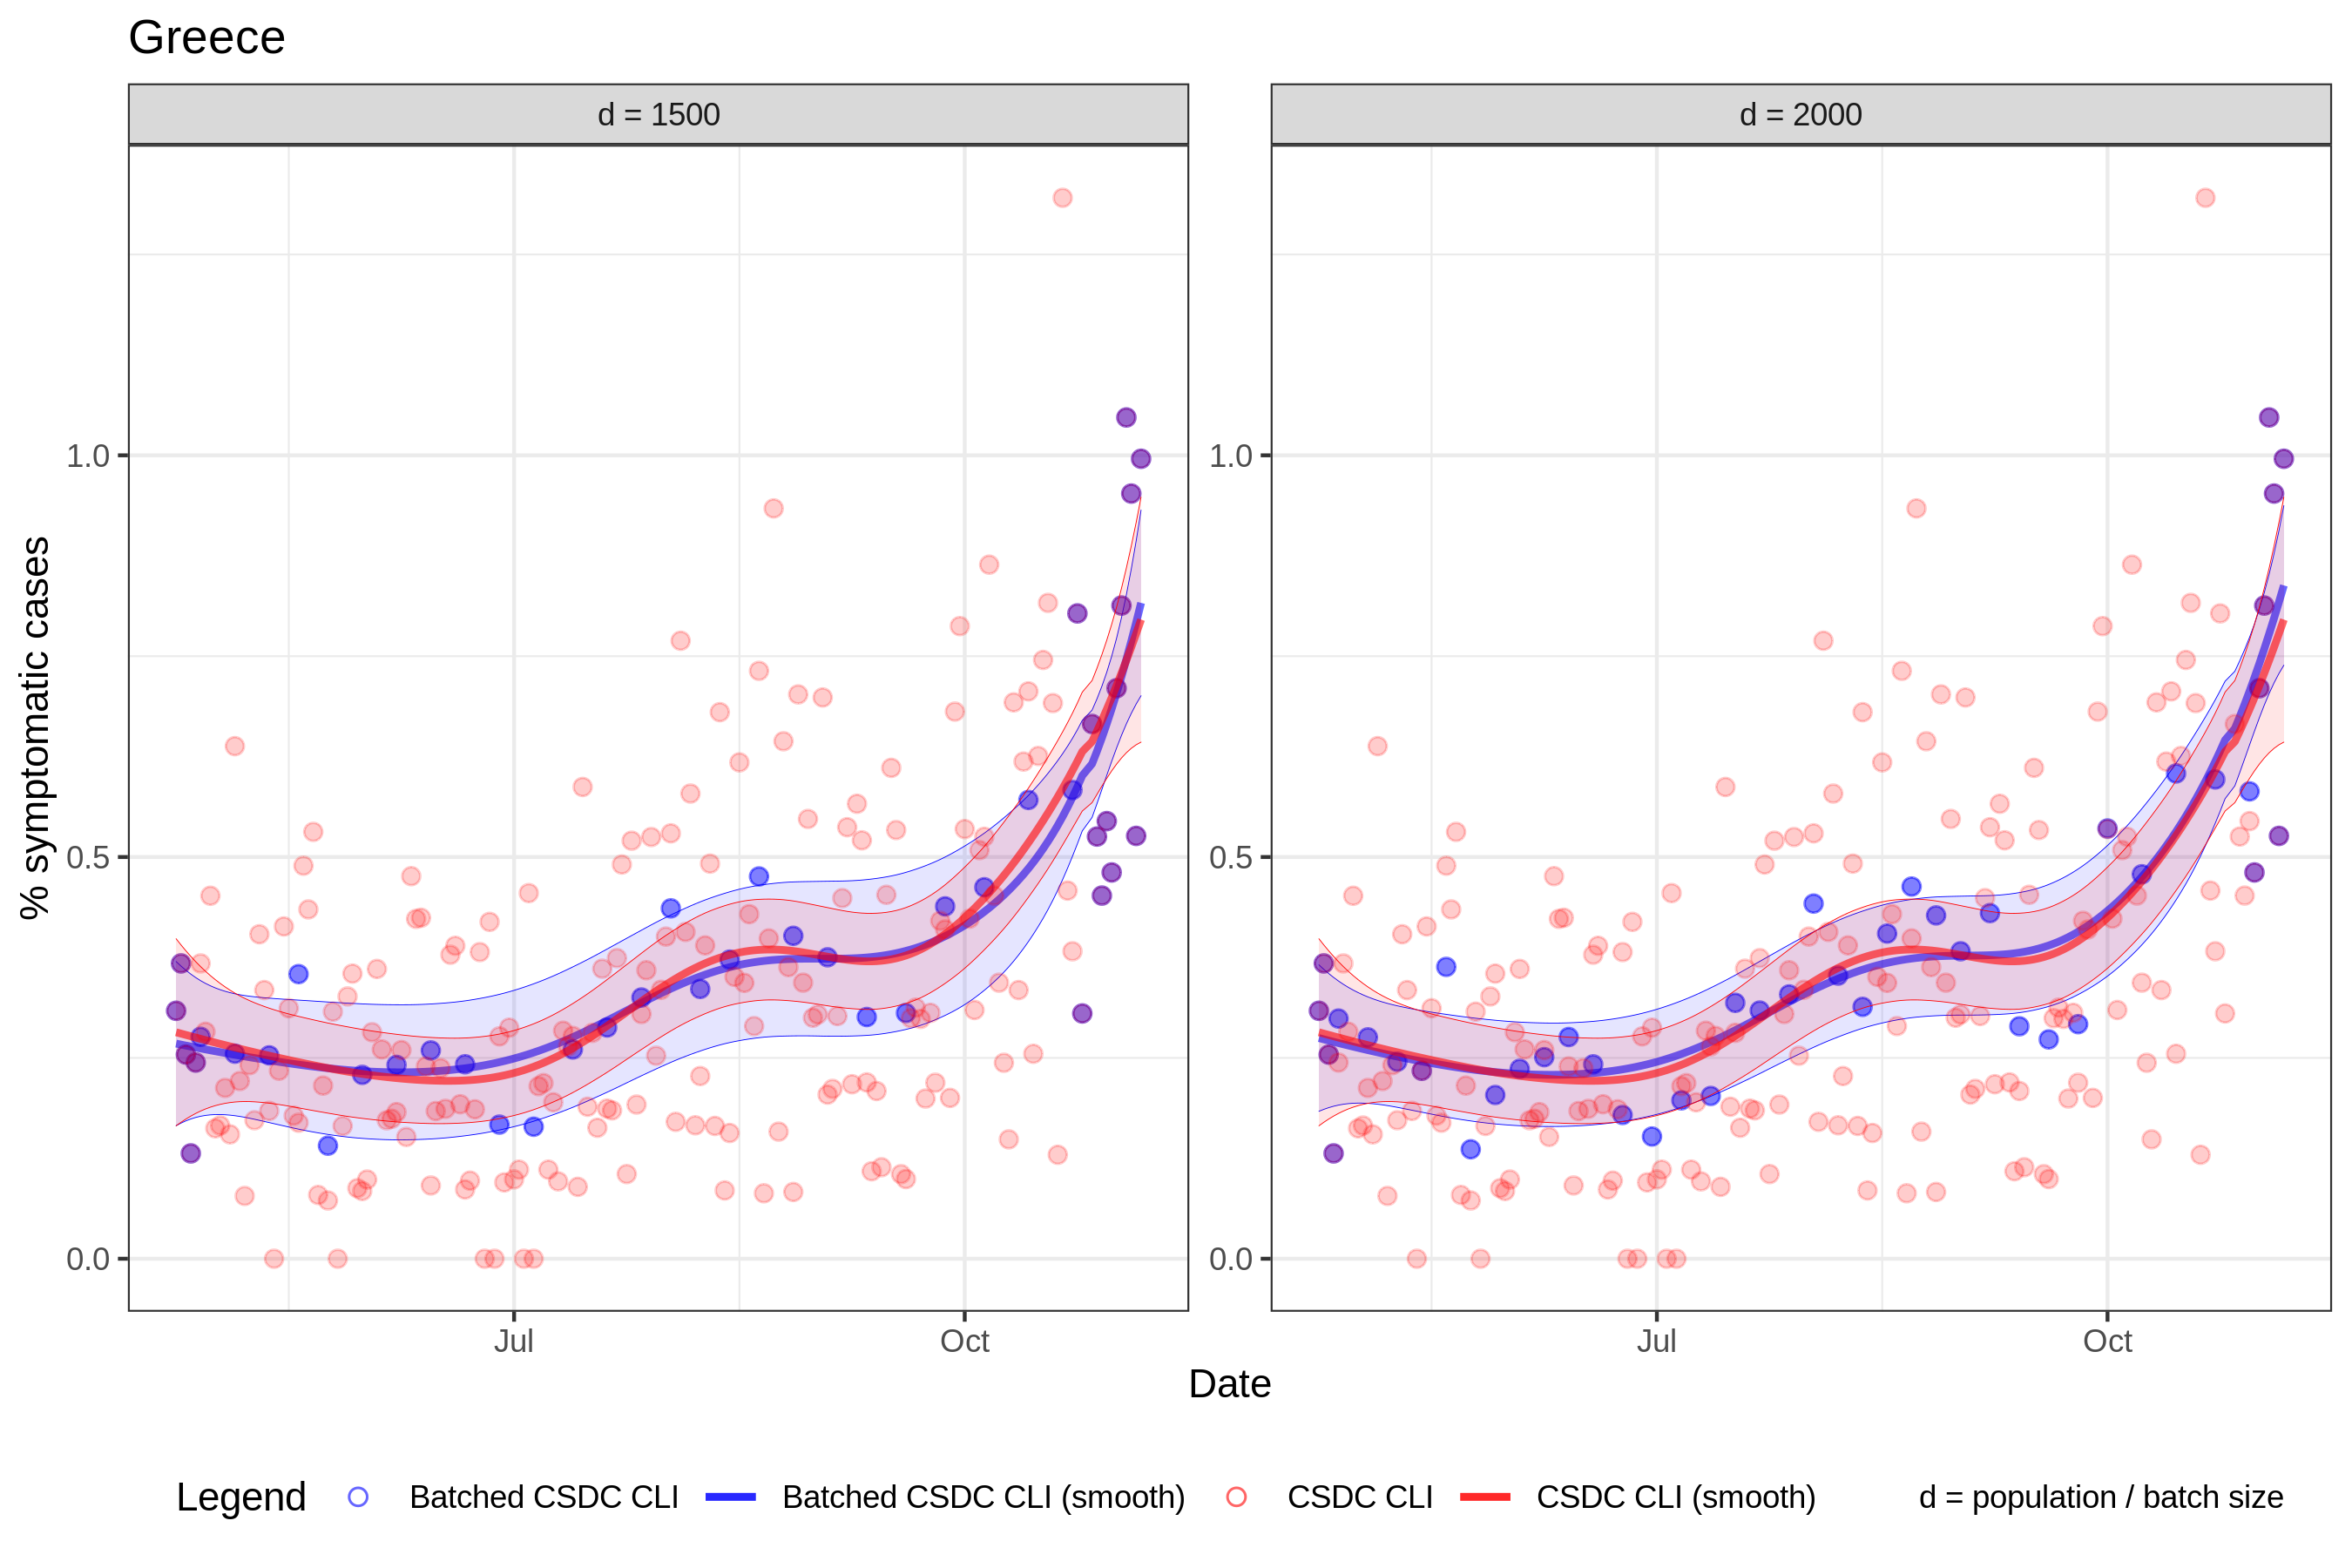 Greece
d = 1500
d = 2000
% symptomatic cases
1.0
0.5
0.0
1.0
0.5
0.0
Jul
Oct
Jul
Oct
Date
Legend
Batched CSDC CLI
Batched CSDC CLI (smooth)
CSDC CLI
CSDC CLI (smooth)
d = population / batch size